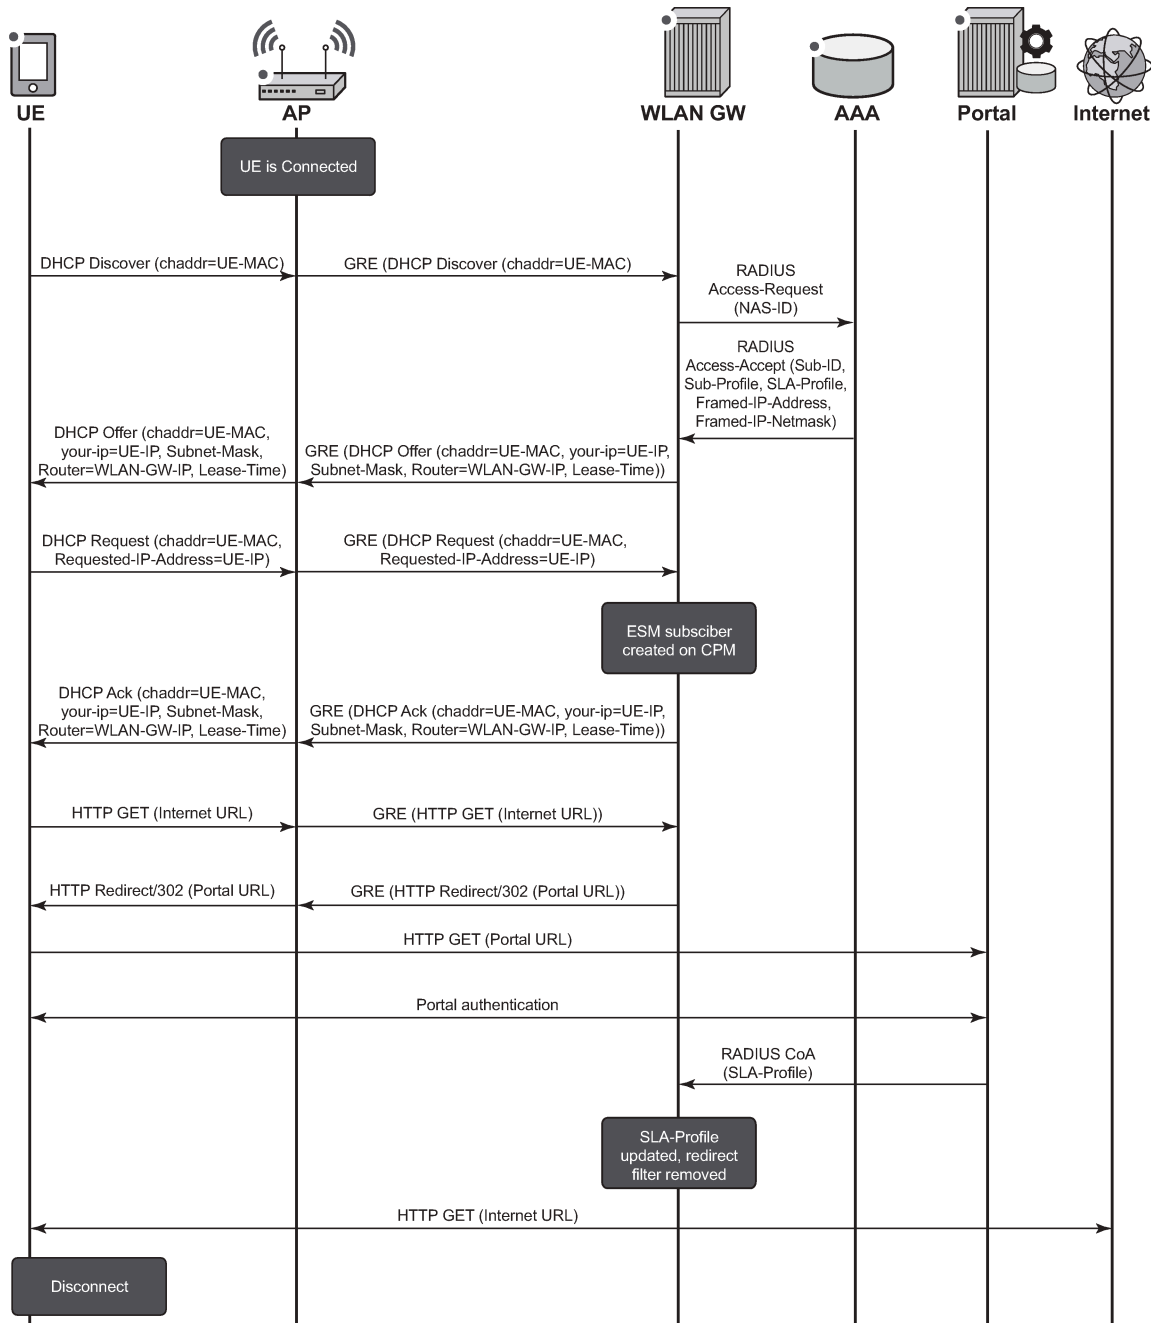 UE
AP
WLAN GW
AAA
Portal
Internet
UE is Connected
DHCP Discover (chaddr=UE-MAC)
GRE (DHCP Discover (chaddr=UE-MAC)
RADIUS
Access-Request
(NAS-ID)
RADIUS
Access-Accept (Sub-ID,
Sub-Profile, SLA-Profile,
Framed-IP-Address,
Framed-IP-Netmask)
DHCP Offer (chaddr=UE-MAC,
your-ip=UE-IP, Subnet-Mask,
Router=WLAN-GW-IP, Lease-Time)
GRE (DHCP Offer (chaddr=UE-MAC, your-ip=UE-IP,
Subnet-Mask, Router=WLAN-GW-IP, Lease-Time))
DHCP Request (chaddr=UE-MAC,
Requested-IP-Address=UE-IP)
GRE (DHCP Request (chaddr=UE-MAC,
Requested-IP-Address=UE-IP)
ESM subsciber
created on CPM
DHCP Ack (chaddr=UE-MAC,
your-ip=UE-IP, Subnet-Mask,
Router=WLAN-GW-IP, Lease-Time)
GRE (DHCP Ack (chaddr=UE-MAC, your-ip=UE-IP,
Subnet-Mask, Router=WLAN-GW-IP, Lease-Time))
HTTP GET (Internet URL)
GRE (HTTP GET (Internet URL))
HTTP Redirect/302 (Portal URL)
GRE (HTTP Redirect/302 (Portal URL))
HTTP GET (Portal URL)
Portal authentication
RADIUS CoA
(SLA-Profile)
SLA-Profile
updated, redirect
filter removed
HTTP GET (Internet URL)
Disconnect